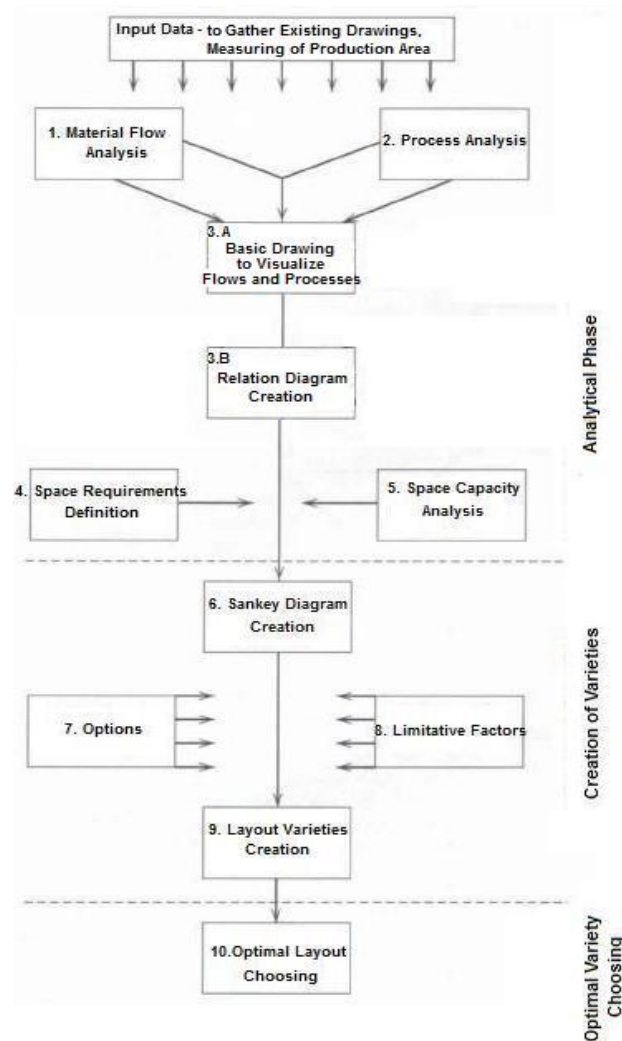 Input Data - to Gather Existing Drawings,
Measuring of Production Area
1. Material Flow
Analysis
2. Process Analysis
3.A
Basic Drawing
to Visualize
Flows and Processes
3.B
Relation Diagram
Creation
4. Space Requirements
Definition
5. Space Capacity
Analysis
Analytical Phase
6. Sankey Diagram
Creation
7. Options
8. Limitative Factors
9. Layout Varieties
Creation
Creation of Varieties
10.Optimal Layout
Choosing
Optimal Variety
Choosing